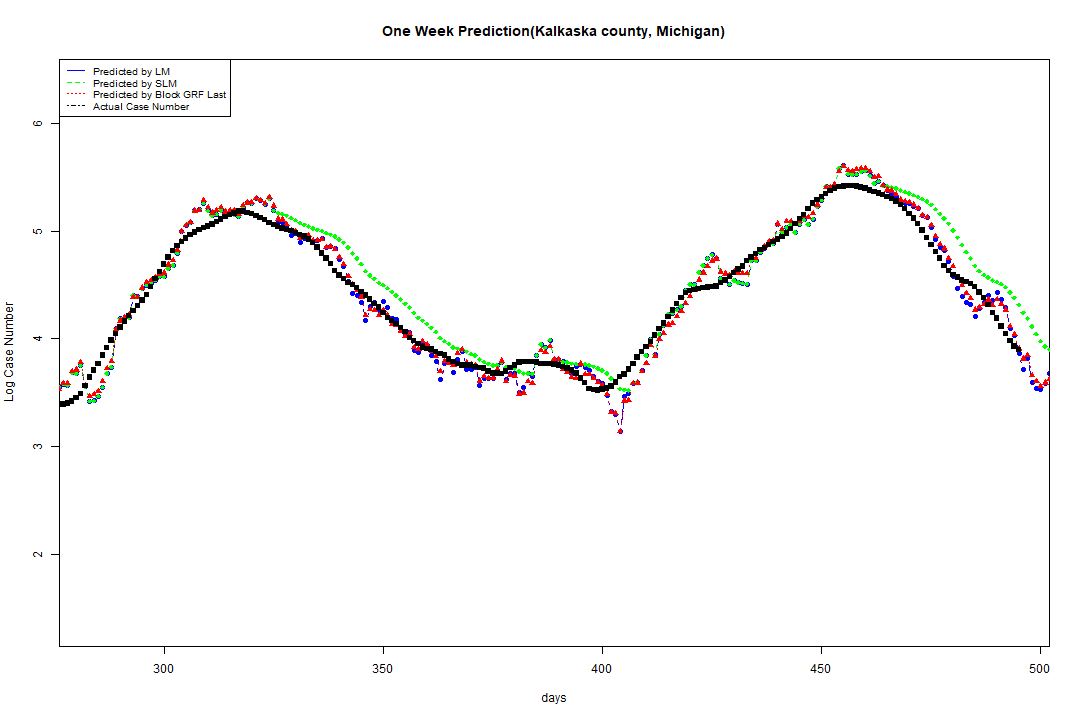 One Week Prediction(Kalkaska county, Michigan)
Predicted by LM
Predicted by SLM
Predicted by Block GRF Last
Actual Case Number
6
5
4
3
2
Log Case Number
300 350 400 450 500
days